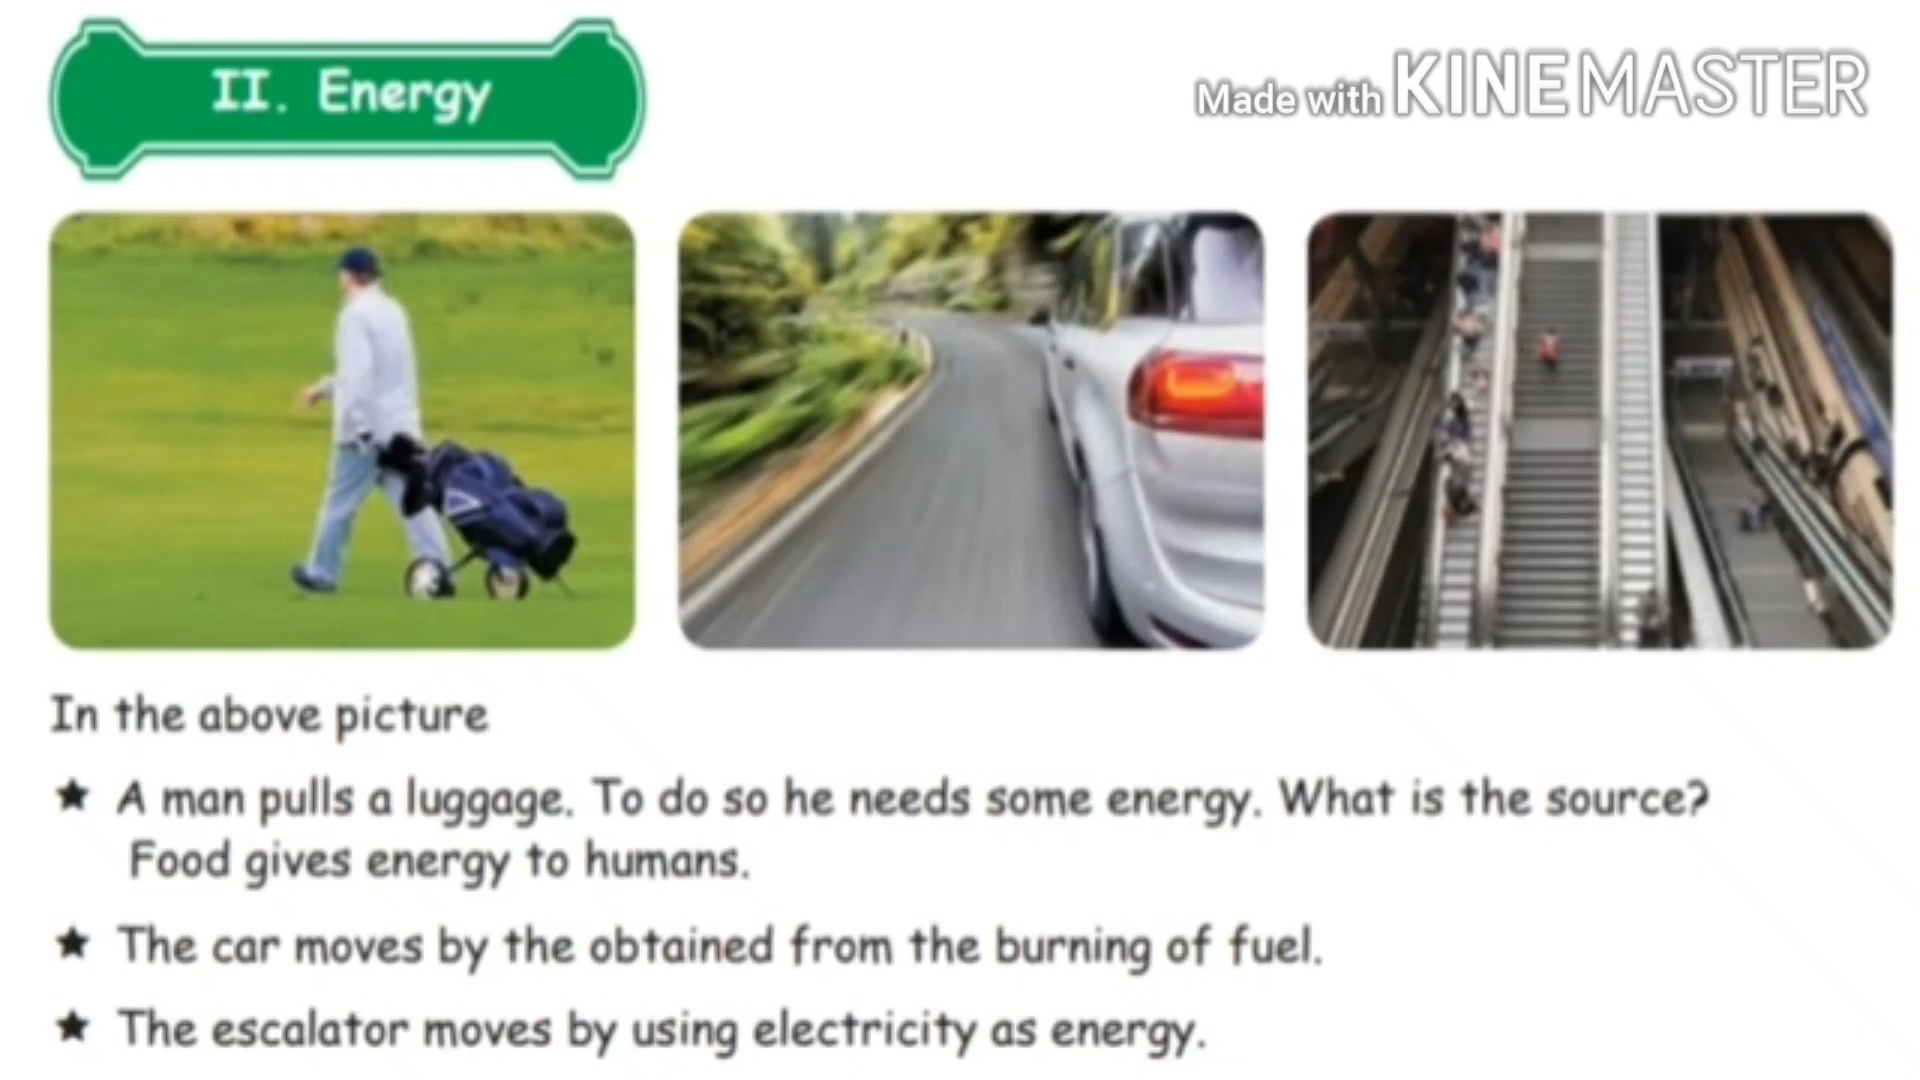 II. Energy
Made with KINEMASTER
In the above picture
★ A man pulls a luggage. To do so he needs some energy. What is the source?
Food gives energy to humans.
★ The car moves by the obtained from the burning of fuel.
★ The escalator moves by using electricity as energy.